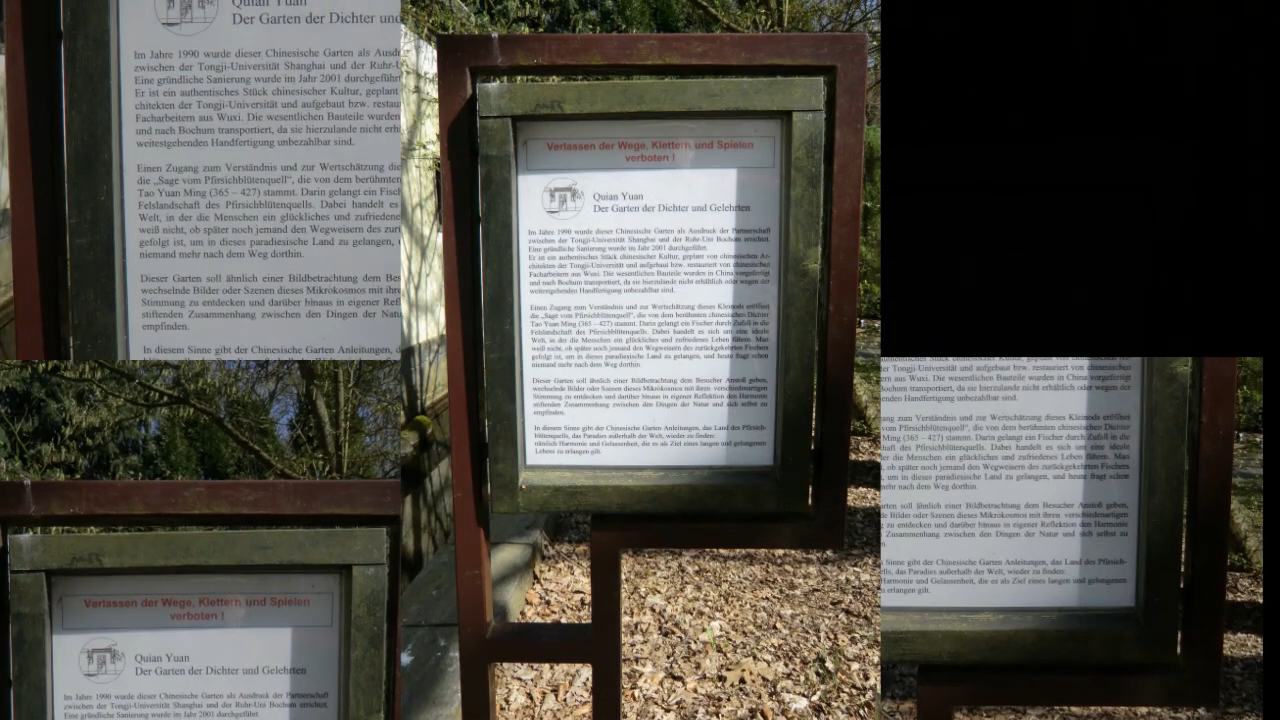 Verlassen der Wege, Klettern und Spielen
verboten !
Quian Yuan
Der Garten der Dichter und Gelehrten
Im Jahre 1990 wurde dieser Chinesische Garten als Ausdruck der Partnerschaft
zwischen der Tongji-Universität Shanghai und der Ruhr-Uni Bochum errichtet.
Eine gründliche Sanierung wurde im Jahr 2001 durchgeführt.
Er ist ein authentisches Stück chinesischer Kultur, geplant von chinesischen Ar-
chitekten der Tongji-Universität und aufgebaut bzw. restauriert von chinesischen
Facharbeitern aus Wuxi. Die wesentlichen Bauteile wurden in China vorgefertigt
und nach Bochum transportiert, da sie hierzulande nicht erhältlich oder wegen der
weitestgehenden Handfertigung unbezahlbar sind.
Einen Zugang zum Verständnis und zur Wertschätzung dieses Kleinods eröffnet
die „Sage vom Pfirsichblütenquell“, die von dem berühmten chinesischen Dichter
Tao Yuan Ming (365 – 427) stammt. Darin gelangt ein Fischer durch Zufall in die
Felslandschaft des Pfirsichblütenquells. Dabei handelt es sich um eine ideale
Welt, in der die Menschen ein glückliches und zufriedenes Leben führen. Man
weiß nicht, ob später noch jemand den Wegweisern des zurückgekehrten Fischers
gefolgt ist, um in dieses paradiesische Land zu gelangen, und heute fragt schon
niemand mehr nach dem Weg dorthin.
Dieser Garten soll ähnlich einer Bildbetrachtung dem Besucher Anstoß geben,
wechselnde Bilder oder Szenen dieses Mikrokosmos mit ihren verschiedenartigen
Stimmung zu entdecken und darüber hinaus in eigener Reflektion den Harmonie
stiftenden Zusammenhang zwischen den Dingen der Natur und sich selbst zu
empfinden.
In diesem Sinne gibt der Chinesische Garten Anleitungen, das Land des Pfirsich-
blütenquells, das Paradies außerhalb der Welt, wieder zu finden:
nämlich Harmonie und Gelassenheit, die es als Ziel eines langen und gelungenen
Lebens zu erlangen gilt.